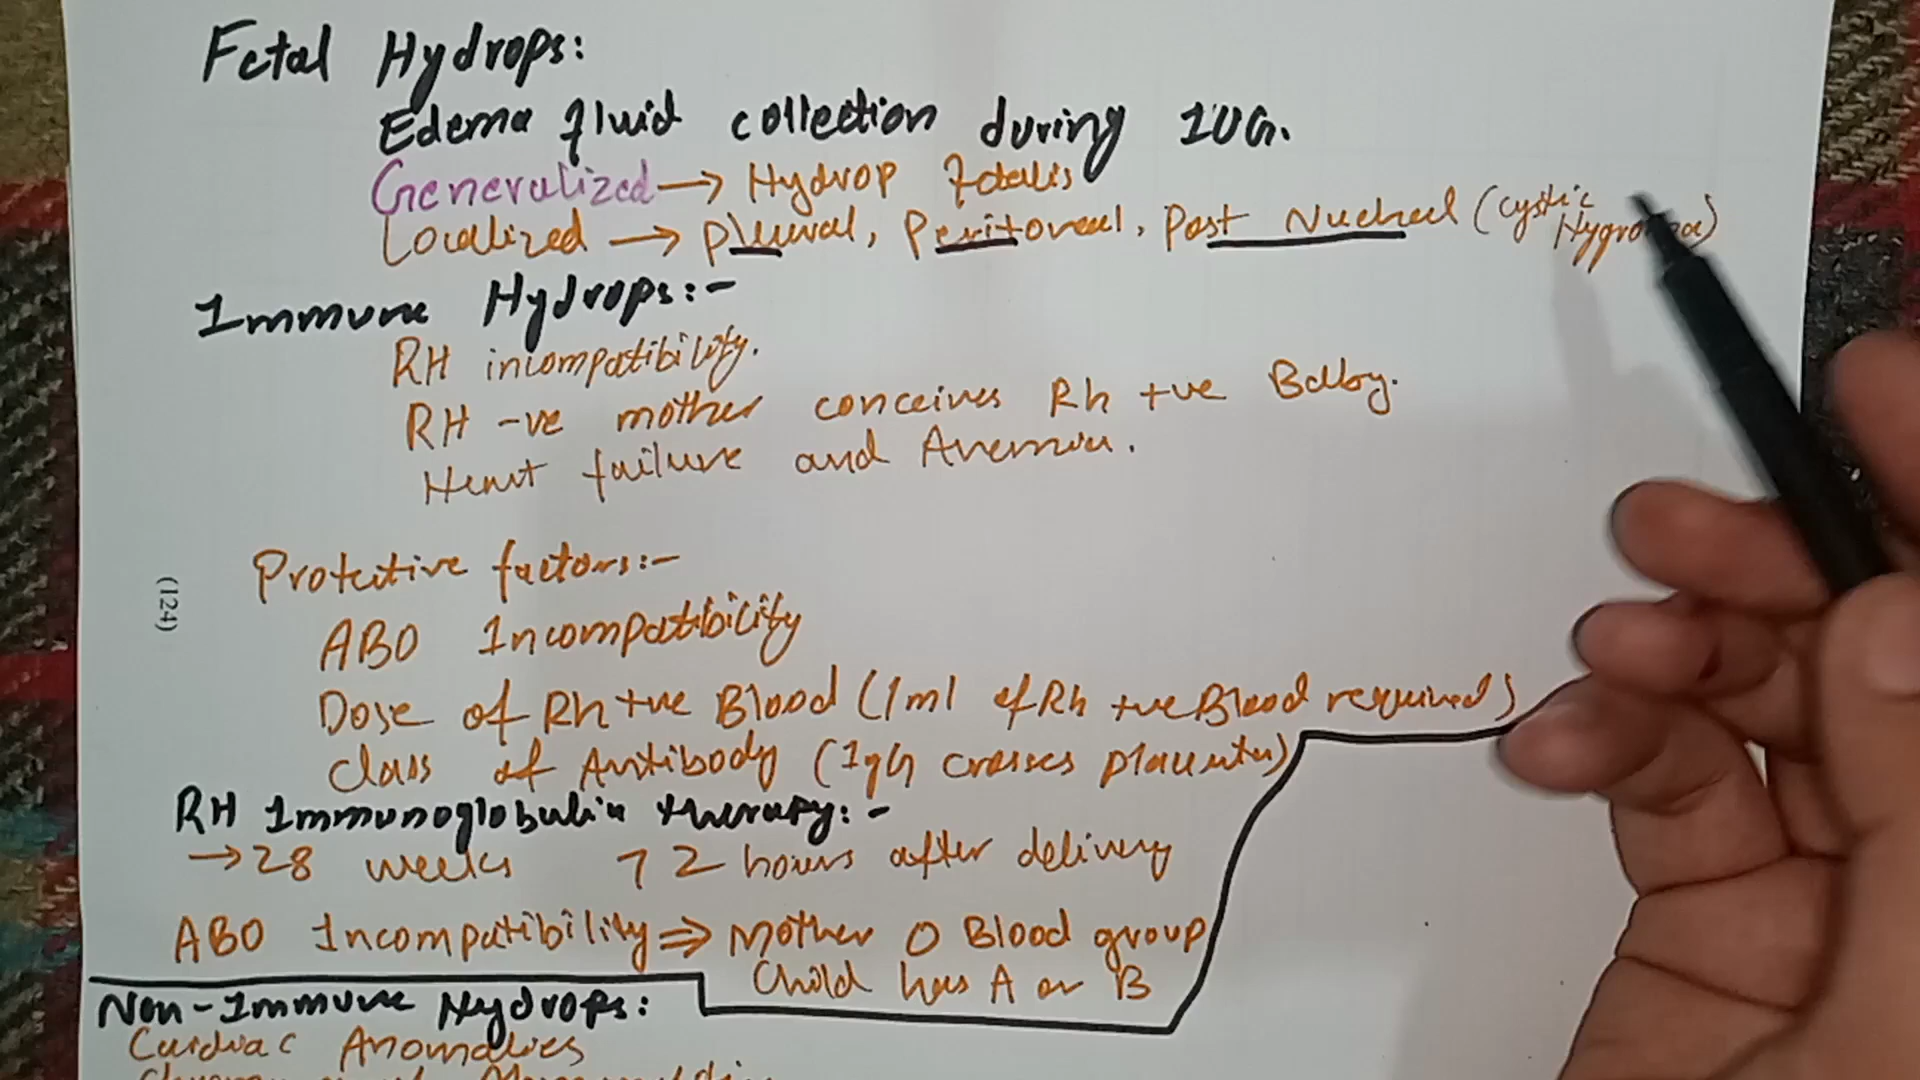 Fetal Hydrops:
Edema fluid collection during IUG.
Generalized → Hydrop Fetalis
Localized → pleural, Peritoneal, Post Nucheal (cystic Hygroma)
Immune Hydrops:-
RH incompatibility.
RH -ve mother conceives Rh +ve Baby.
Heart failure and Anemia.
Protective factors:-
ABO Incompatibility
Dose of Rh +ve Blood (1ml of Rh +ve Blood required)
Class of Antibody (IgG crosses placenta)
(124)
RH Immunoglobulin therapy:-
→ 28 weeks 72 hours after delivery
ABO Incompatibility ⇒ Mother O Blood group
Child has A or B
Non-Immune Hydrops:
Cardiac Anomalies